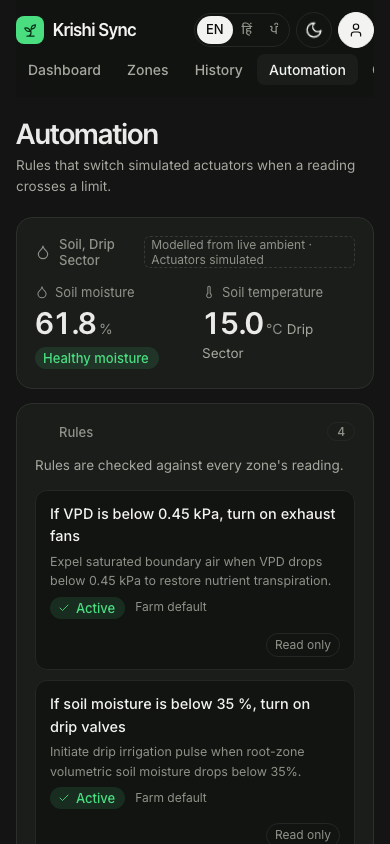 Krishi Sync
EN हिं ਪੰ
Dashboard Zones History Automation
Automation
Rules that switch simulated actuators when a reading
crosses a limit.
Soil, Drip
Sector
Modelled from live ambient ·
Actuators simulated
Soil moisture
61.8 %
Healthy moisture
Soil temperature
15.0 °C Drip
Sector
Rules
4
Rules are checked against every zone's reading.
If VPD is below 0.45 kPa, turn on exhaust
fans
Expel saturated boundary air when VPD drops
below 0.45 kPa to restore nutrient transpiration.
Active Farm default
Read only
If soil moisture is below 35 %, turn on
drip valves
Initiate drip irrigation pulse when root-zone
volumetric soil moisture drops below 35%.
Active Farm default
Read only